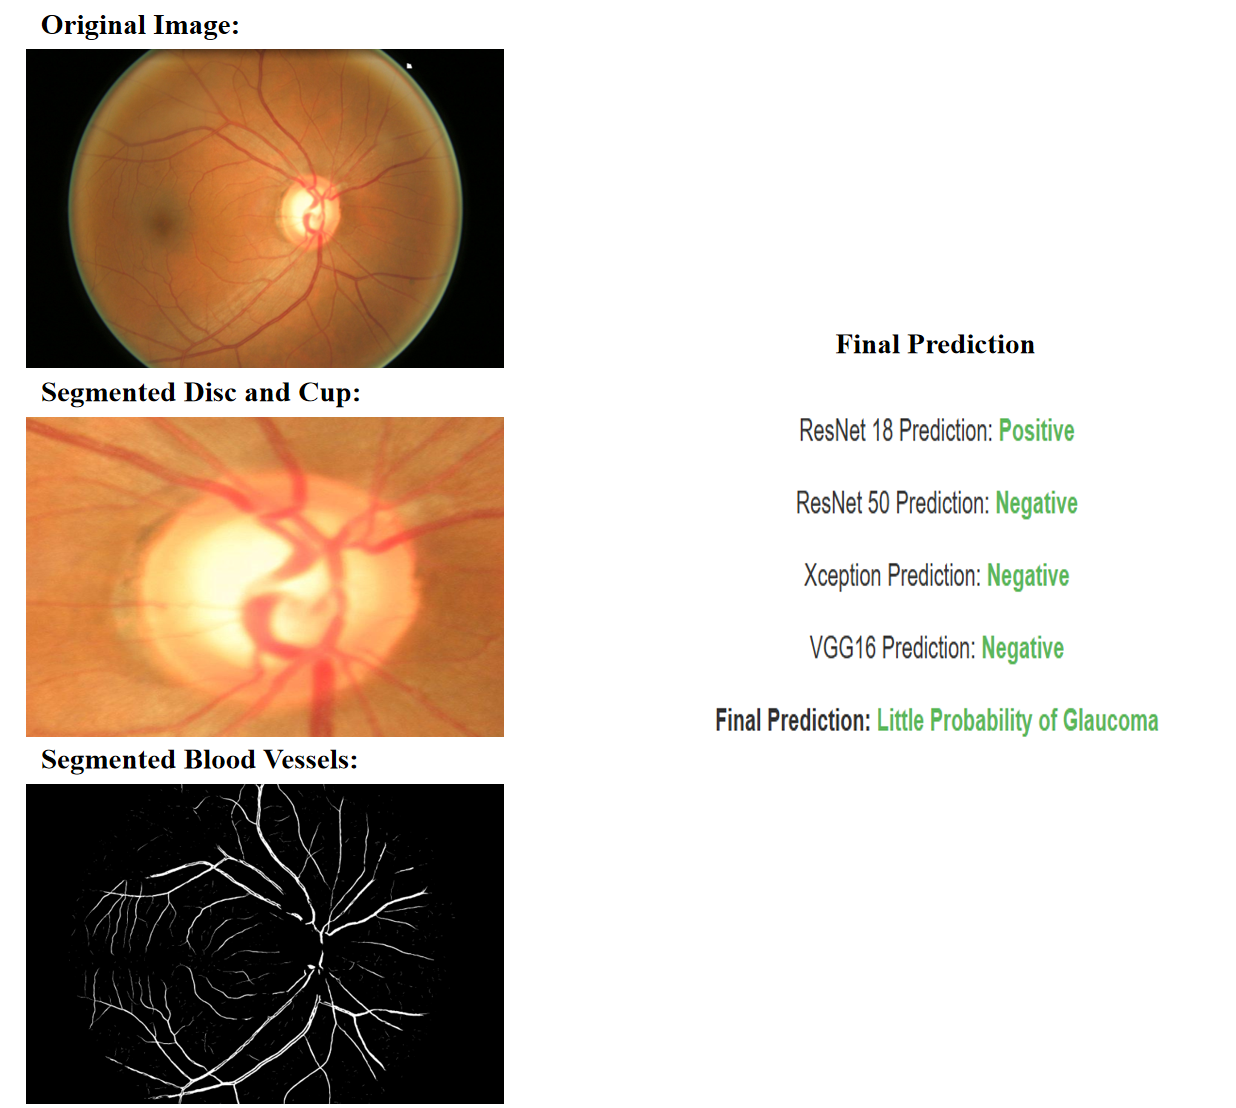 Original Image:
Segmented Disc and Cup:
Segmented Blood Vessels:
Final Prediction
ResNet 18 Prediction: Positive
ResNet 50 Prediction: Negative
Xception Prediction: Negative
VGG16 Prediction: Negative
Final Prediction: Little Probability of Glaucoma